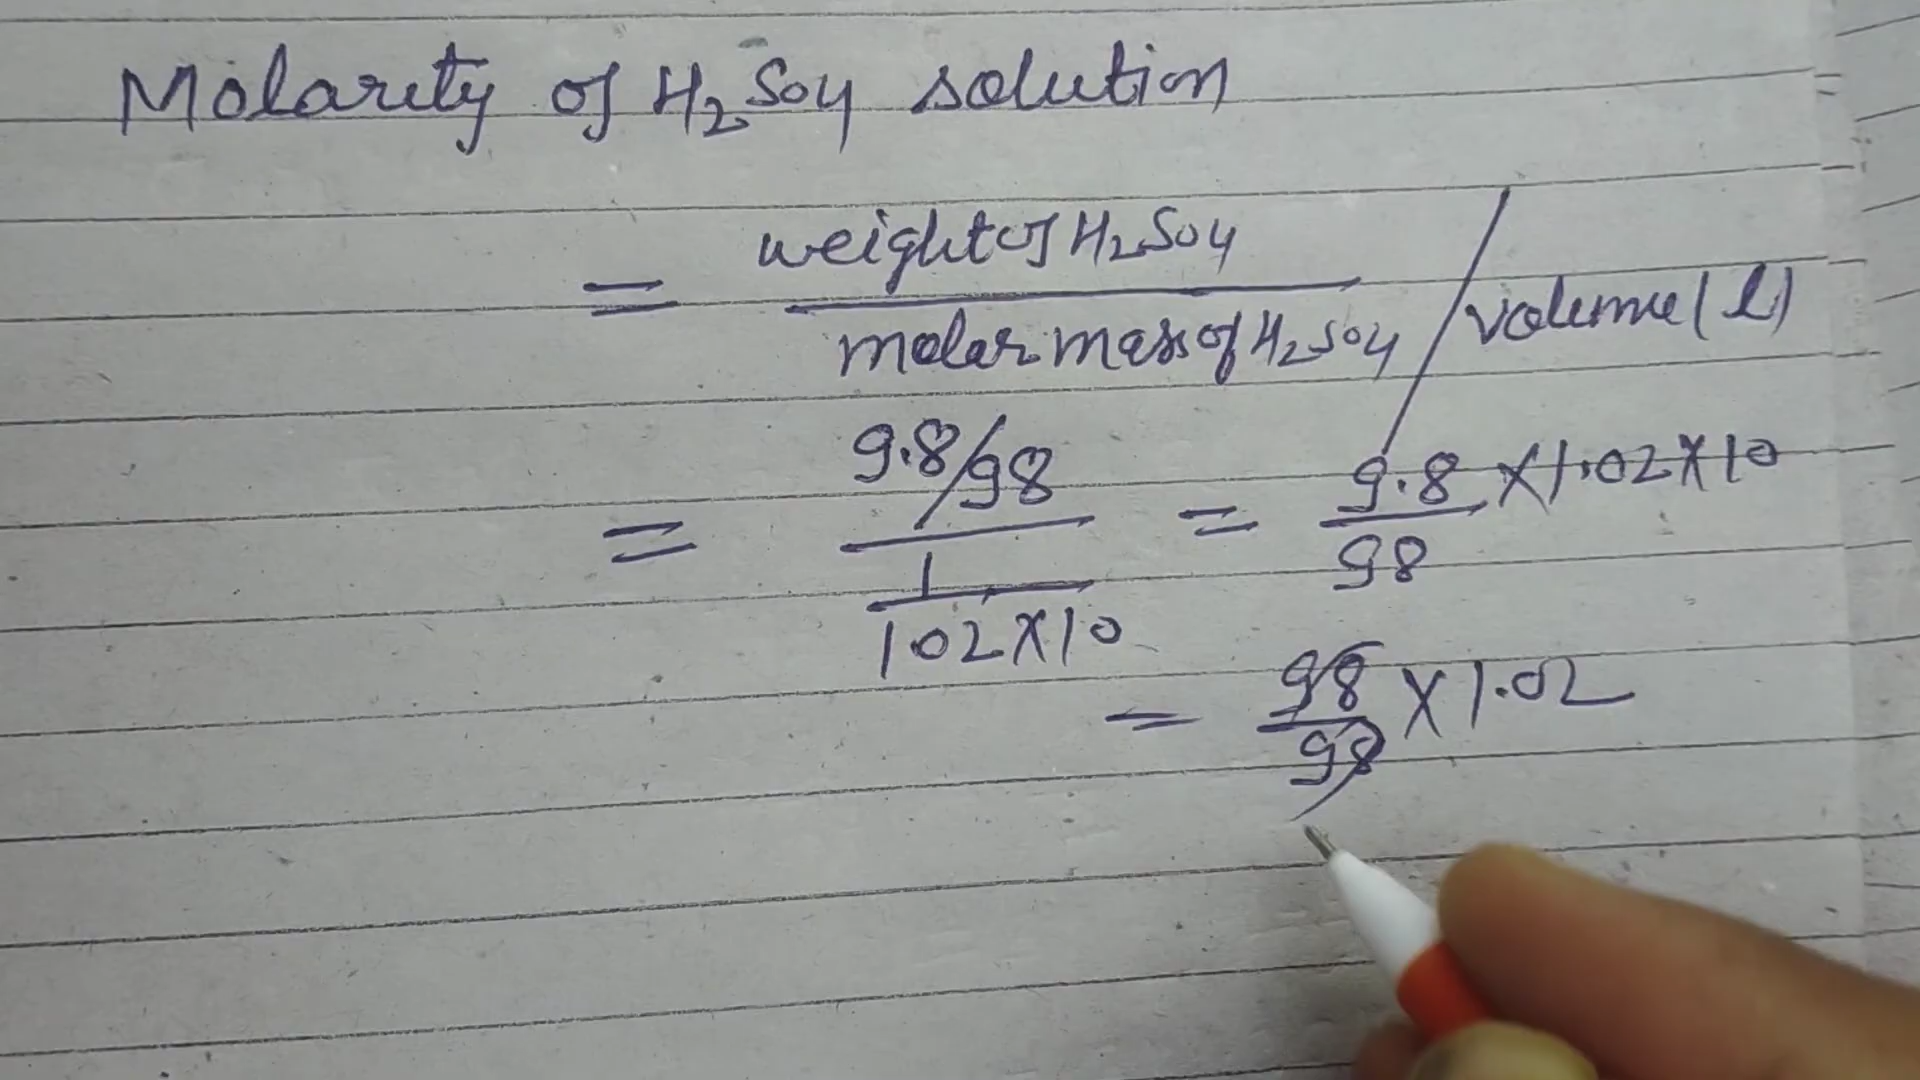 Molarity of H2SO4 solution
= weight of H2SO4 / molar mass of H2SO4 / volume (l)
= 9.8/98 / 1 / 1.02 X 10 = 9.8 / 98 X 1.02 X 10
= 98 / 98 X 1.02